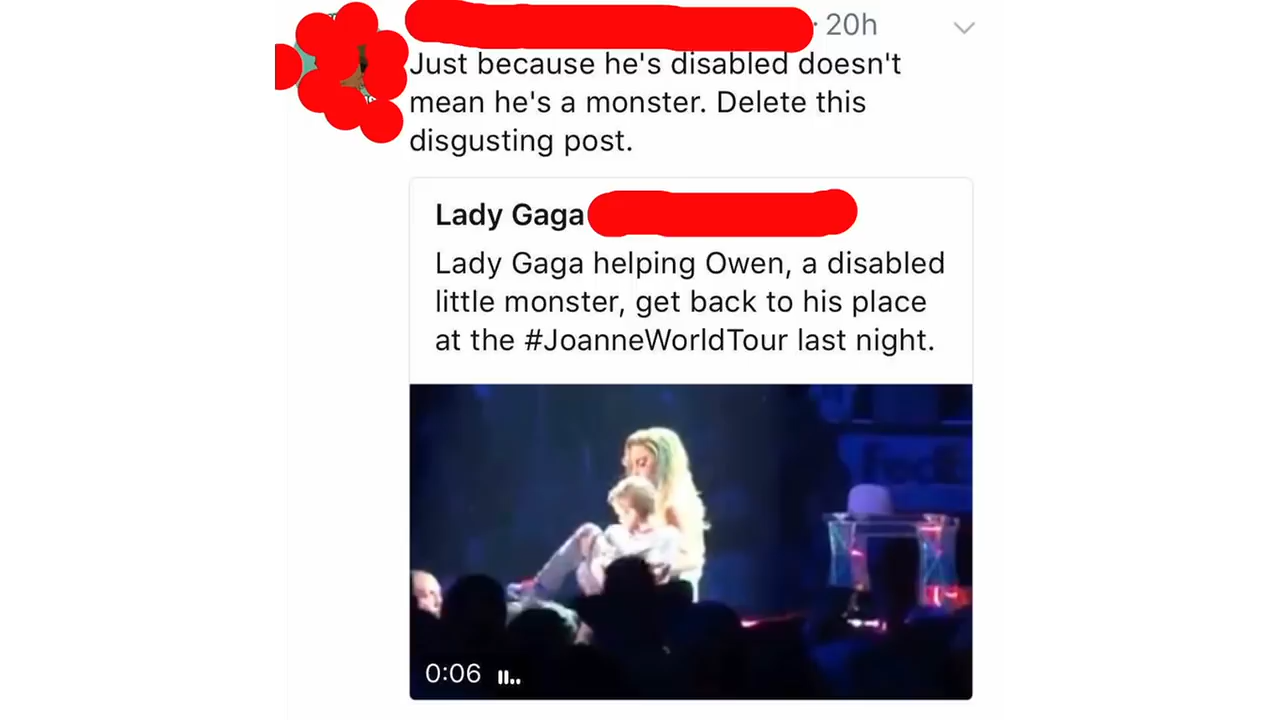 · 20h
Just because he's disabled doesn't
mean he's a monster. Delete this
disgusting post.
Lady Gaga
Lady Gaga helping Owen, a disabled
little monster, get back to his place
at the #JoanneWorldTour last night.
0:06